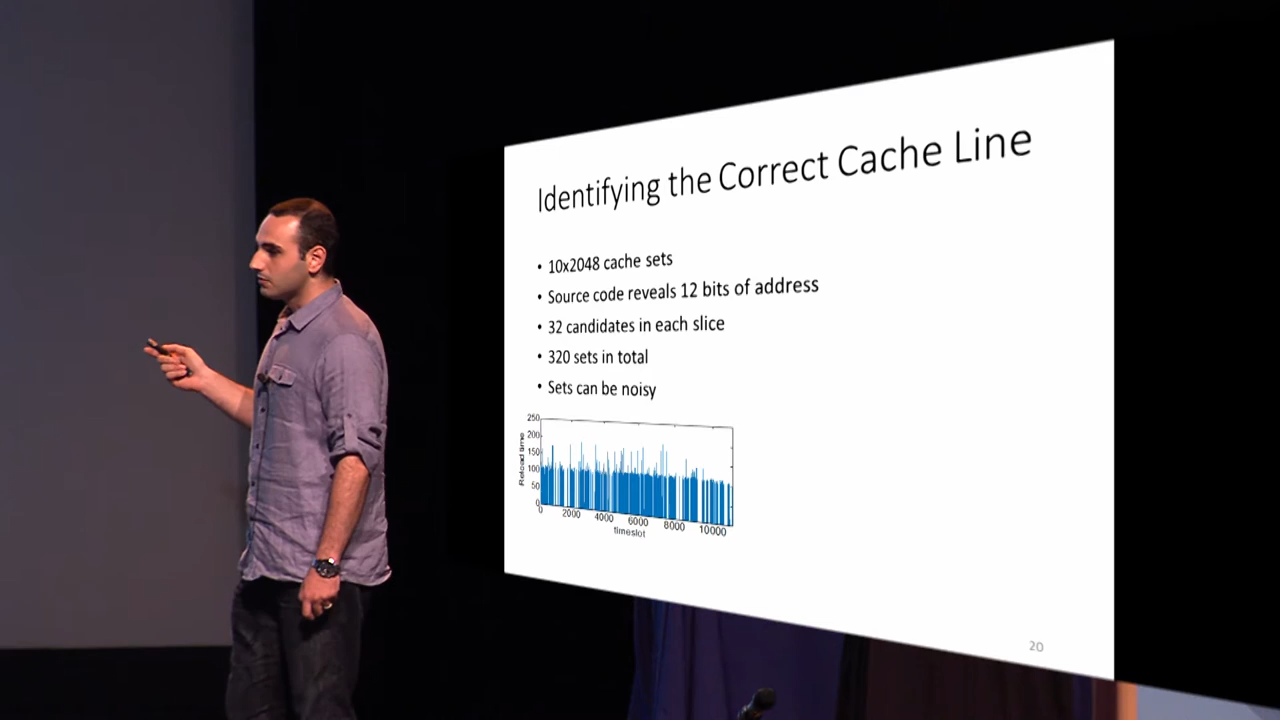 Identifying the Correct Cache Line
• 10x2048 cache sets
• Source code reveals 12 bits of address
• 32 candidates in each slice
• 320 sets in total
• Sets can be noisy
250
200
150
100
50
0
Reload time
0 2000 4000 6000 8000 10000
timeslot
20